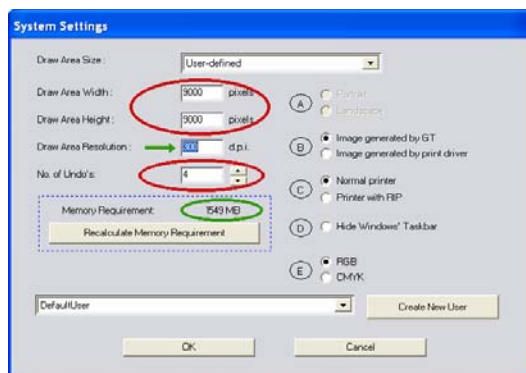 System Settings
Draw Area Size :
User-defined
Draw Area Width :
9000 pixels
Draw Area Height :
9000 pixels
Draw Area Resolution :
300 d.p.i.
No. of Undo's:
4
Memory Requirement:
1549 MB
Recalculate Memory Requirement
A
Portrait
Landscape
B
Image generated by GT
Image generated by print driver
C
Normal printer
Printer with RIP
D
Hide Windows' Taskbar
E
RGB
CMYK
DefaultUser
Create New User
OK
Cancel